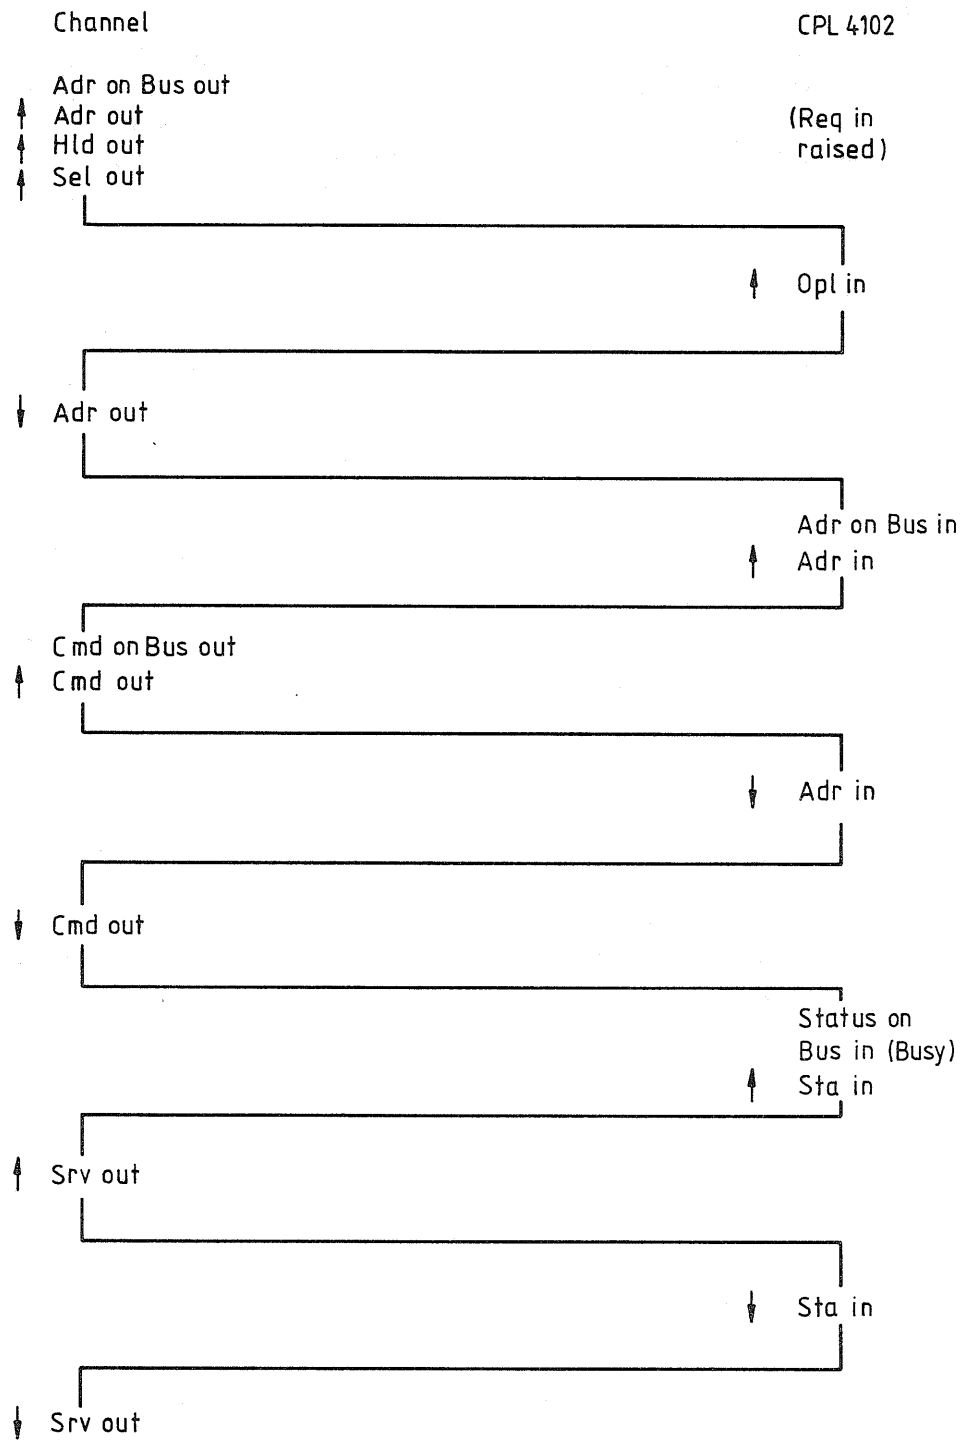 Channel
CPL 4102
Adr on Bus out
Adr out
Hld out
Sel out
(Req in
raised)
Opl in
Adr out
Adr on Bus in
Adr in
Cmd on Bus out
Cmd out
Adr in
Cmd out
Status on
Bus in (Busy)
Sta in
Srv out
Sta in
Srv out